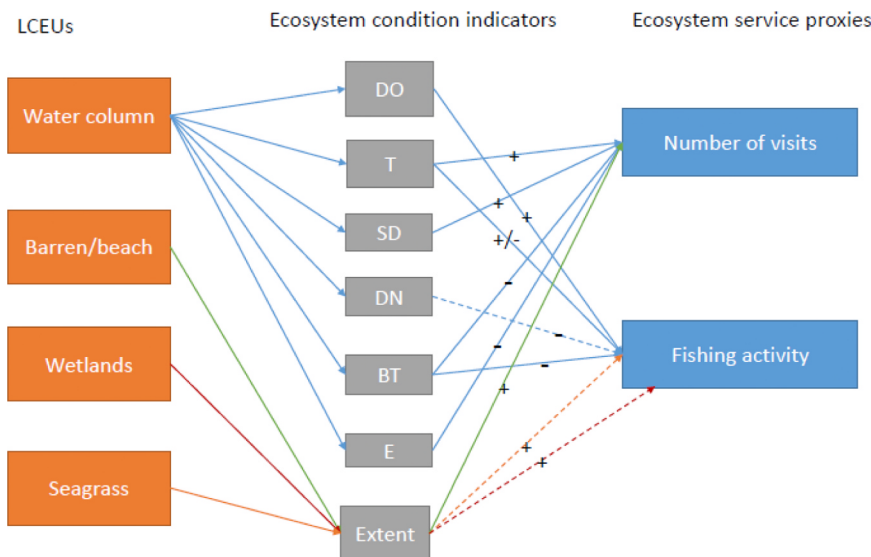 LCEUs
Ecosystem condition indicators
Ecosystem service proxies
Water column
Barren/beach
Wetlands
Seagrass
DO
T
SD
DN
BT
E
Extent
+
+
+
+/-
-
-
-
-
+
+
+
Number of visits
Fishing activity